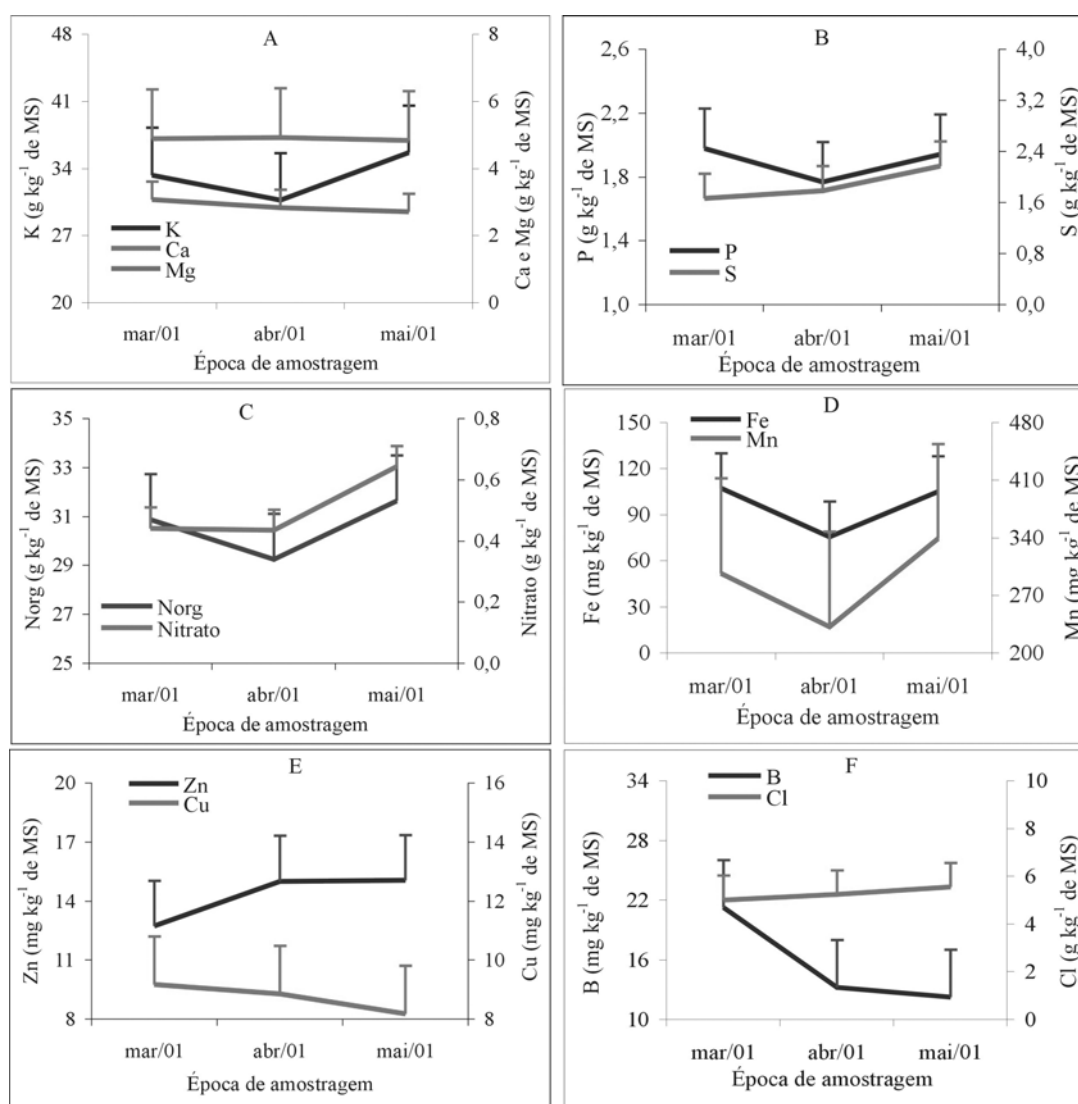 A
K (g kg⁻¹ de MS)
48
41
34
27
20
8
6
4
2
0
Ca e Mg (g kg⁻¹ de MS)
K
Ca
Mg
mar/01 abr/01 mai/01
Época de amostragem
B
P (g kg⁻¹ de MS)
2,6
2,2
1,8
1,4
1,0
4,0
3,2
2,4
1,6
0,8
0,0
S (g kg⁻¹ de MS)
P
S
mar/01 abr/01 mai/01
Época de amostragem
C
Norg (g kg⁻¹ de MS)
35
33
31
29
27
25
0,8
0,6
0,4
0,2
0,0
Nitrato (g kg⁻¹ de MS)
Norg
Nitrato
mar/01 abr/01 mai/01
Época de amostragem
D
Fe (mg kg⁻¹ de MS)
150
120
90
60
30
0
480
410
340
270
200
Mn (mg kg⁻¹ de MS)
Fe
Mn
mar/01 abr/01 mai/01
Época de amostragem
E
Zn (mg kg⁻¹ de MS)
20
17
14
11
8
16
14
12
10
8
Cu (mg kg⁻¹ de MS)
Zn
Cu
mar/01 abr/01 mai/01
Época de amostragem
F
B (mg kg⁻¹ de MS)
34
28
22
16
10
10
8
6
4
2
0
Cl (g kg⁻¹ de MS)
B
Cl
mar/01 abr/01 mai/01
Época de amostragem